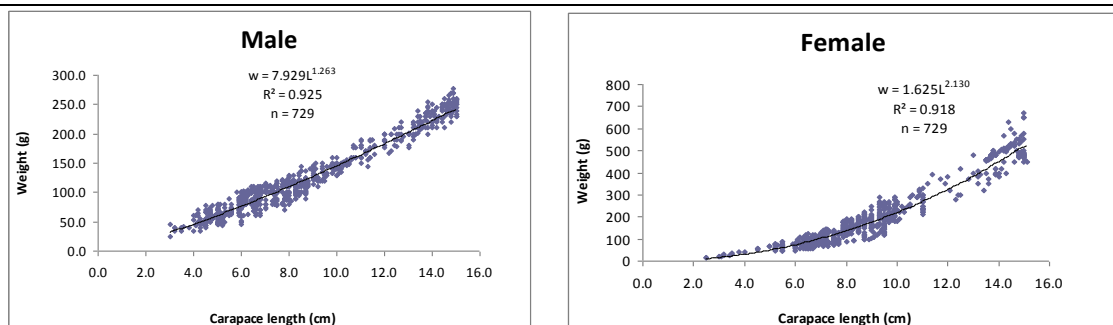 Male
w = 7.929L^1.263
R² = 0.925
n = 729
300.0
250.0
200.0
150.0
100.0
50.0
0.0
Weight (g)
0.0 2.0 4.0 6.0 8.0 10.0 12.0 14.0 16.0
Carapace length (cm)
Female
w = 1.625L^2.130
R² = 0.918
n = 729
800
700
600
500
400
300
200
100
0
Weight (g)
0.0 2.0 4.0 6.0 8.0 10.0 12.0 14.0 16.0
Carapace length (cm)